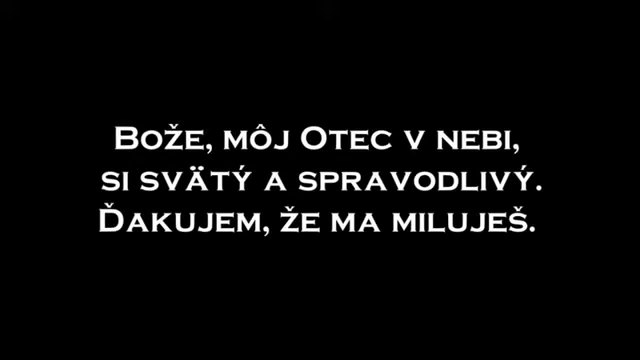 Bože, môj Otec v nebi,
si svätý a spravodlivý.
Ďakujem, že ma miluješ.